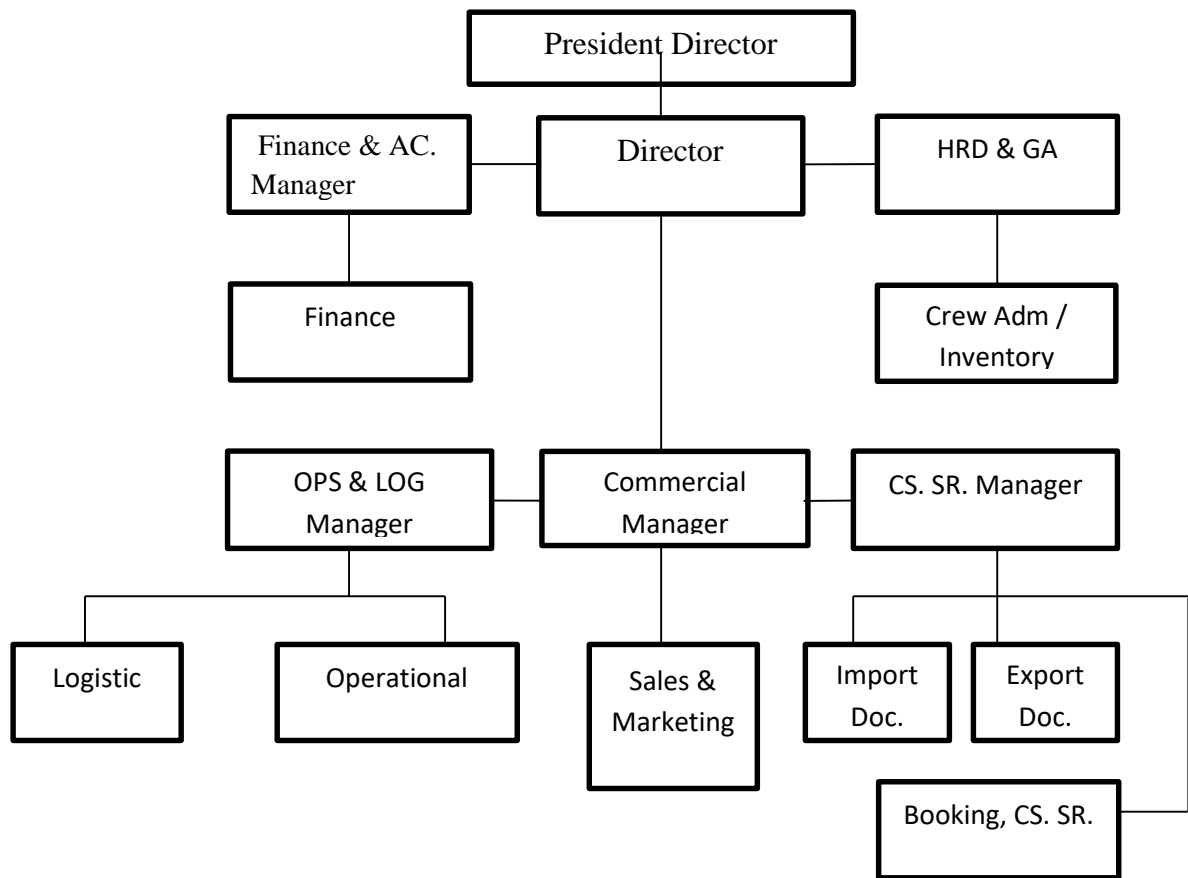 President Director
Finance & AC.
Manager
Director
HRD & GA
Finance
Crew Adm /
Inventory
OPS & LOG
Manager
Commercial
Manager
CS. SR. Manager
Logistic
Operational
Sales &
Marketing
Import
Doc.
Export
Doc.
Booking, CS. SR.